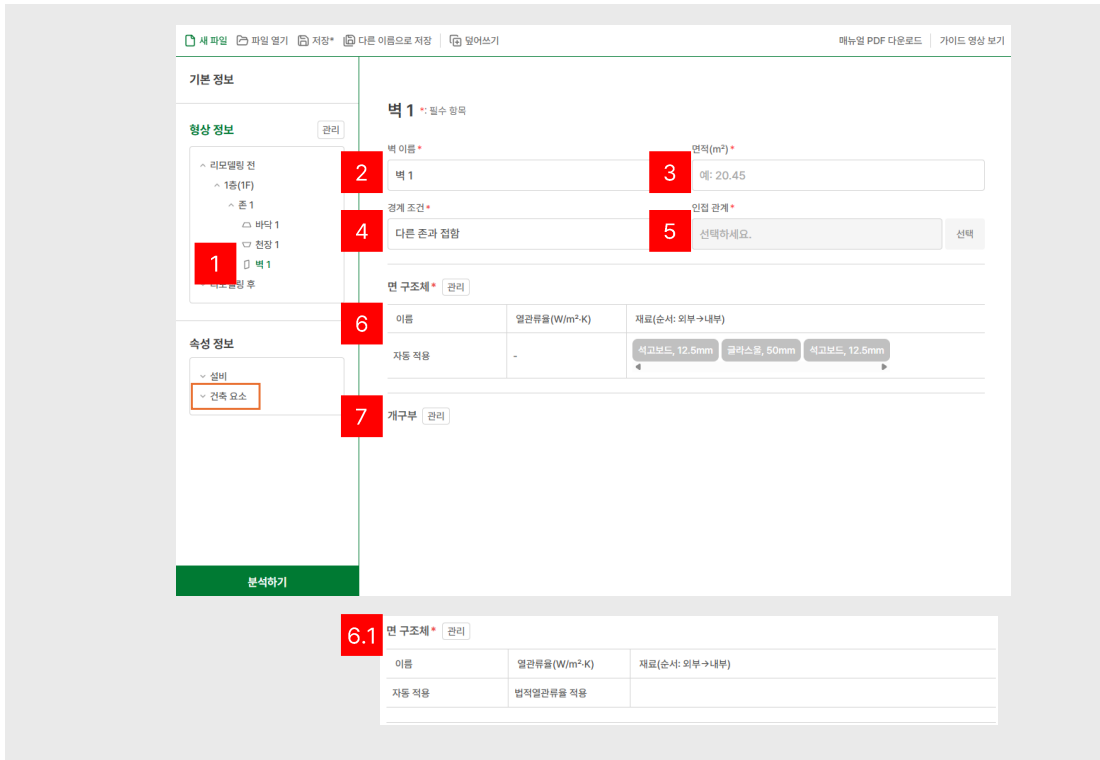 새 파일 파일 열기 저장* 다른 이름으로 저장 덮어쓰기 매뉴얼 PDF 다운로드 가이드 영상 보기
기본 정보
형상 정보 관리
리모델링 전
1층(1F)
존 1
바닥 1
천장 1
1 벽 1
리모델링 후
속성 정보
설비
건축 요소
분석하기
벽 1 *: 필수 항목
벽 이름* 면적(m²)*
2 벽 1 3 예: 20.45
경계 조건* 인접 관계*
4 다른 존과 접함 5 선택하세요. 선택
면 구조체* 관리
6 이름 열관류율(W/m²·K) 재료(순서: 외부→내부)
자동 적용 - 석고보드, 12.5mm 글라스울, 50mm 석고보드, 12.5mm
7 개구부 관리
6.1 면 구조체* 관리
이름 열관류율(W/m²·K) 재료(순서: 외부→내부)
자동 적용 법적열관류율 적용